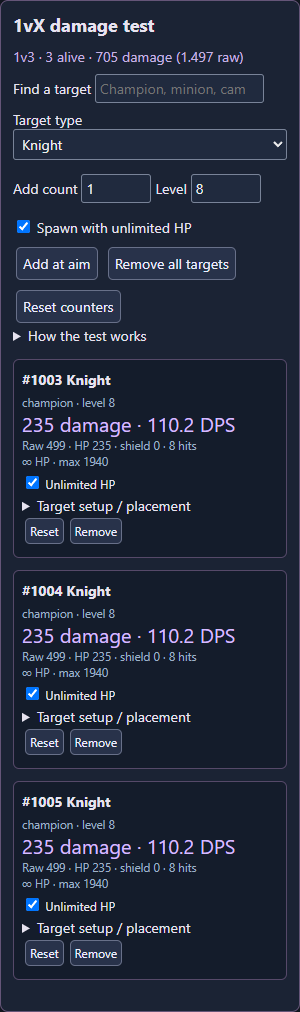 1vX damage test
1v3 · 3 alive · 705 damage (1.497 raw)
Find a target Champion, minion, cam
Target type
Knight
Add count 1 Level 8
Spawn with unlimited HP
Add at aim Remove all targets
Reset counters
How the test works
#1003 Knight
champion · level 8
235 damage · 110.2 DPS
Raw 499 · HP 235 · shield 0 · 8 hits
∞ HP · max 1940
Unlimited HP
Target setup / placement
Reset Remove
#1004 Knight
champion · level 8
235 damage · 110.2 DPS
Raw 499 · HP 235 · shield 0 · 8 hits
∞ HP · max 1940
Unlimited HP
Target setup / placement
Reset Remove
#1005 Knight
champion · level 8
235 damage · 110.2 DPS
Raw 499 · HP 235 · shield 0 · 8 hits
∞ HP · max 1940
Unlimited HP
Target setup / placement
Reset Remove